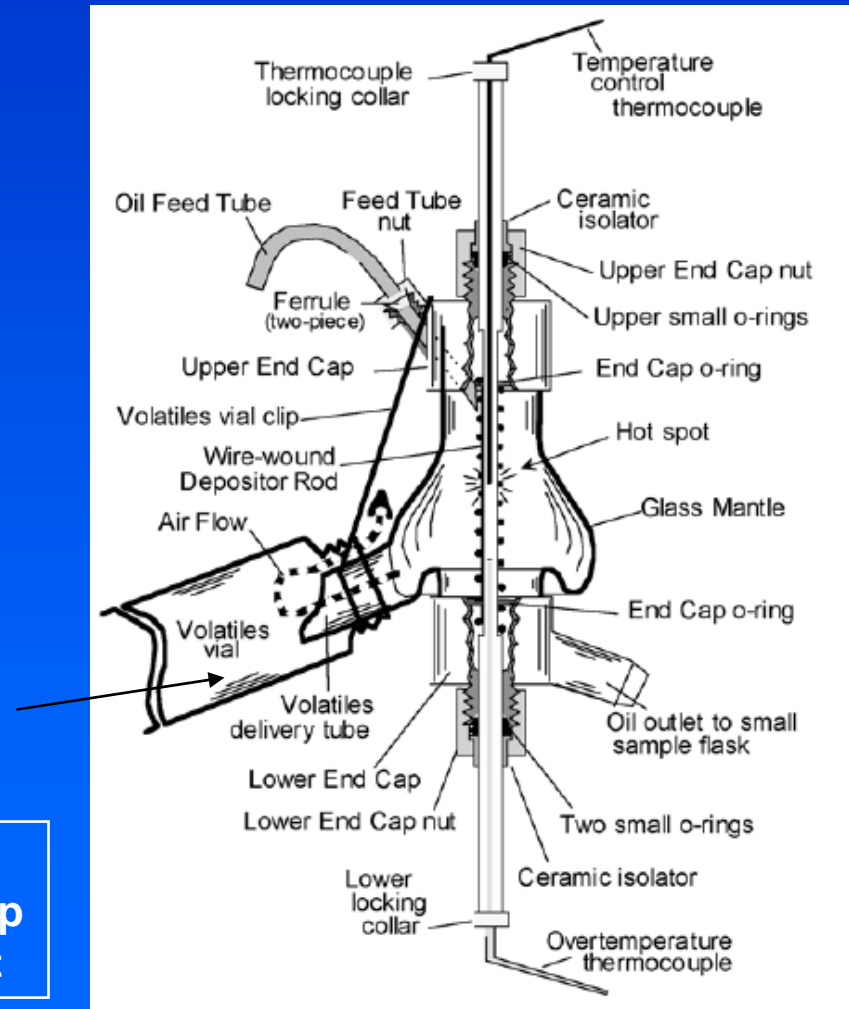 Thermocouple
locking collar
Temperature
control
thermocouple
Oil Feed Tube
Feed Tube
nut
Ceramic
isolator
Upper End Cap nut
Ferrule
(two-piece)
Upper small o-rings
Upper End Cap
End Cap o-ring
Volatiles vial clip
Hot spot
Wire-wound
Depositor Rod
Glass Mantle
Air Flow
End Cap o-ring
Volatiles
vial
Volatiles
delivery tube
Oil outlet to small
sample flask
Lower End Cap
Lower End Cap nut
Two small o-rings
Ceramic isolator
Lower
locking
collar
Overtemperature
thermocouple
p